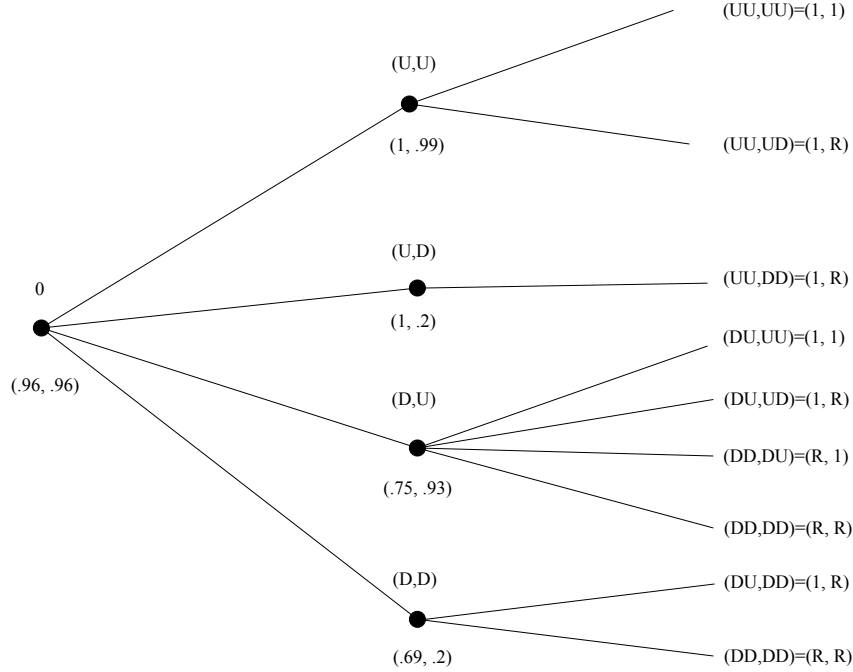 (UU,UU)=(1, 1)
(U,U)
(1, .99)
(UU,UD)=(1, R)
(U,D)
(UU,DD)=(1, R)
0
(1, .2)
(DU,UU)=(1, 1)
(.96, .96)
(D,U)
(DU,UD)=(1, R)
(DD,DU)=(R, 1)
(.75, .93)
(DD,DD)=(R, R)
(D,D)
(DU,DD)=(1, R)
(.69, .2)
(DD,DD)=(R, R)